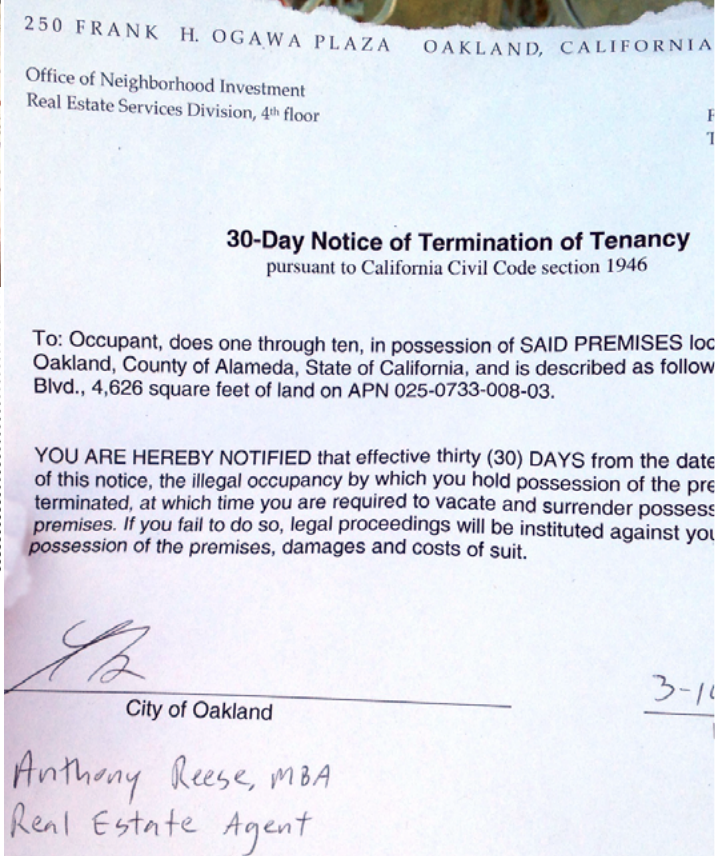 250 FRANK H. OGAWA PLAZA OAKLAND, CALIFORNIA
Office of Neighborhood Investment
Real Estate Services Division, 4th floor
30-Day Notice of Termination of Tenancy
pursuant to California Civil Code section 1946
To: Occupant, does one through ten, in possession of SAID PREMISES loc
Oakland, County of Alameda, State of California, and is described as follow
Blvd., 4,626 square feet of land on APN 025-0733-008-03.
YOU ARE HEREBY NOTIFIED that effective thirty (30) DAYS from the date
of this notice, the illegal occupancy by which you hold possession of the pre
terminated, at which time you are required to vacate and surrender possess
premises. If you fail to do so, legal proceedings will be instituted against you
possession of the premises, damages and costs of suit.
City of Oakland
Anthony Reese, MBA
Real Estate Agent